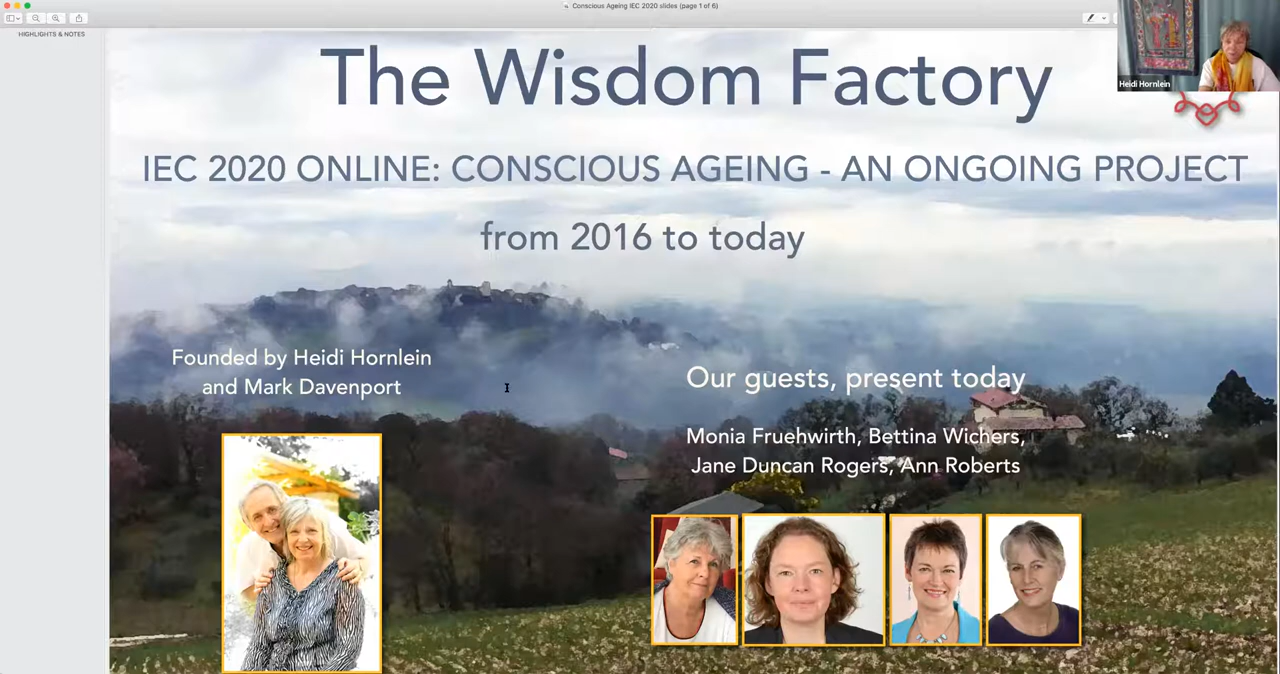 Conscious Ageing IEC 2020 slides (page 1 of 6)
HIGHLIGHTS & NOTES
Heidi Hornlein
The Wisdom Factory
IEC 2020 ONLINE: CONSCIOUS AGEING - AN ONGOING PROJECT
from 2016 to today
Founded by Heidi Hornlein
and Mark Davenport
Our guests, present today
Monia Fruehwirth, Bettina Wichers,
Jane Duncan Rogers, Ann Roberts